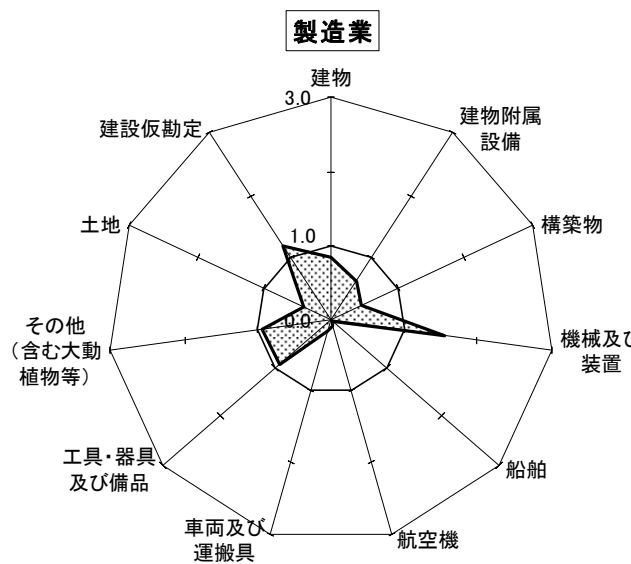 製造業
建物
3.0
建物附属
設備
建設仮勘定
構築物
土地
1.0
0.0
その他
（含む大動
植物等）
機械及び
装置
工具・器具
及び備品
船舶
車両及び
運搬具
航空機